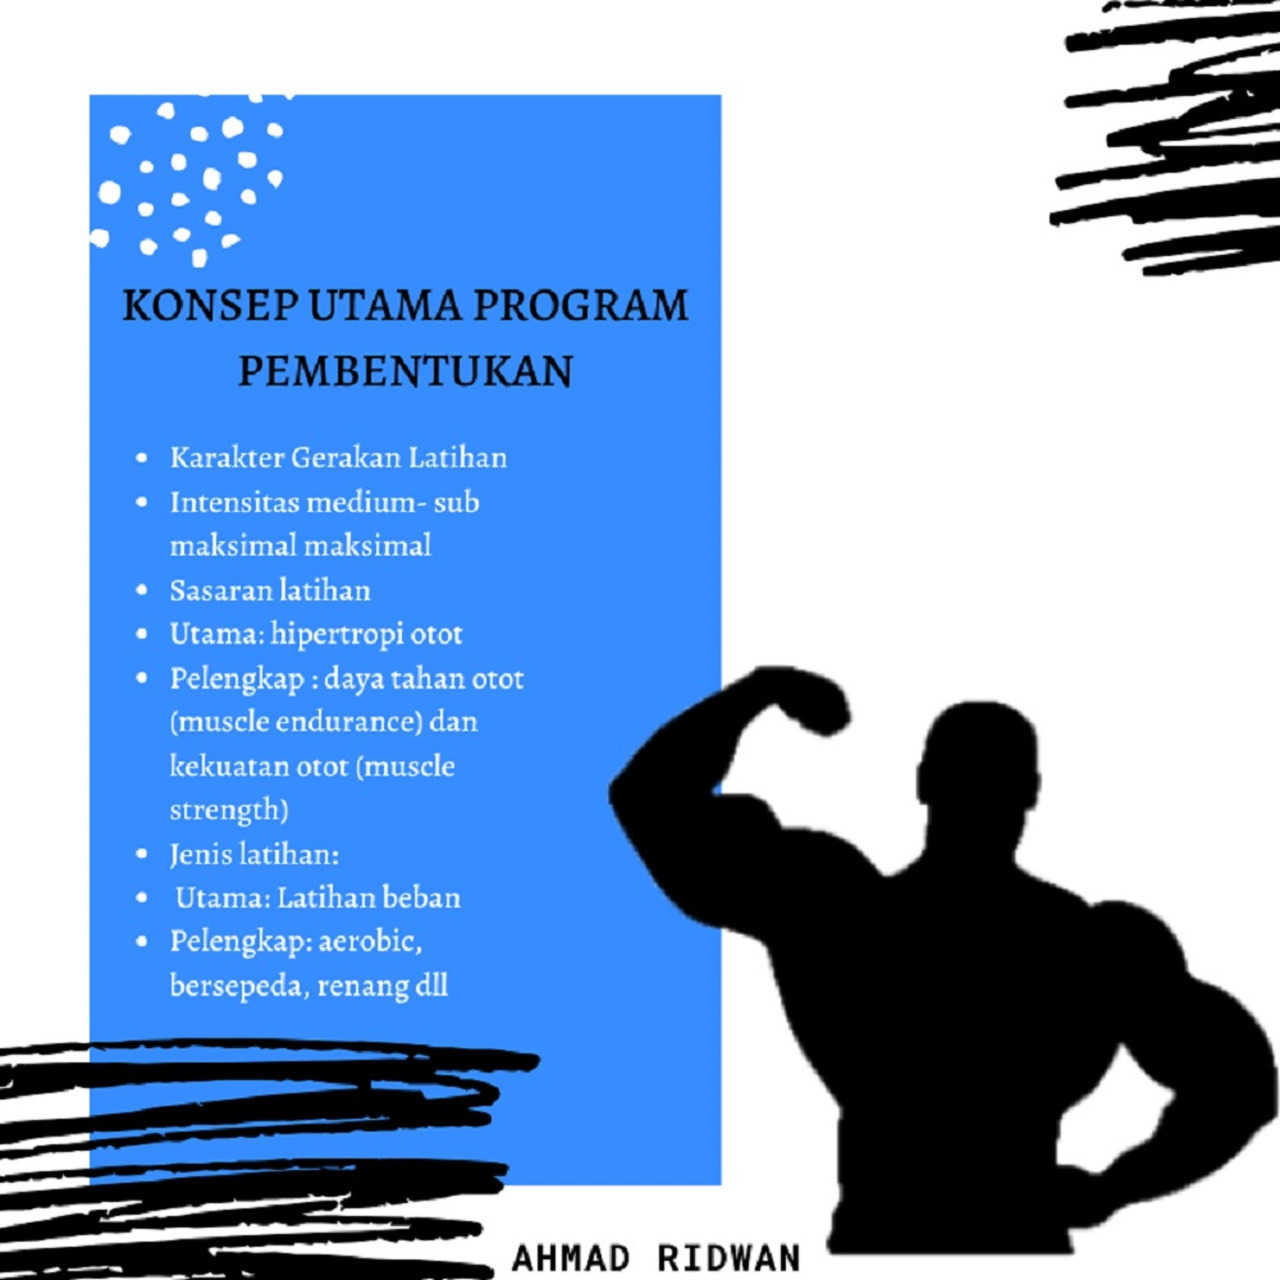 KONSEP UTAMA PROGRAM
PEMBENTUKAN
• Karakter Gerakan Latihan
• Intensitas medium- sub
maksimal maksimal
• Sasaran latihan
• Utama: hipertropi otot
• Pelengkap : daya tahan otot
(muscle endurance) dan
kekuatan otot (muscle
strength)
• Jenis latihan:
• Utama: Latihan beban
• Pelengkap: aerobic,
bersepeda, renang dll
AHMAD RIDWAN